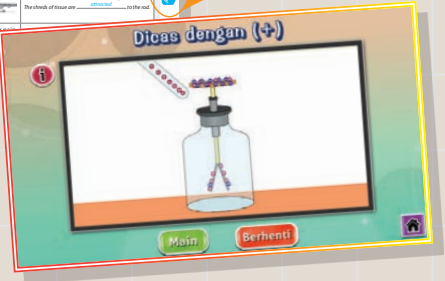 The shreds of tissue are attracted to the rod.
Dicas dengan (+)
i
Main
Berhenti